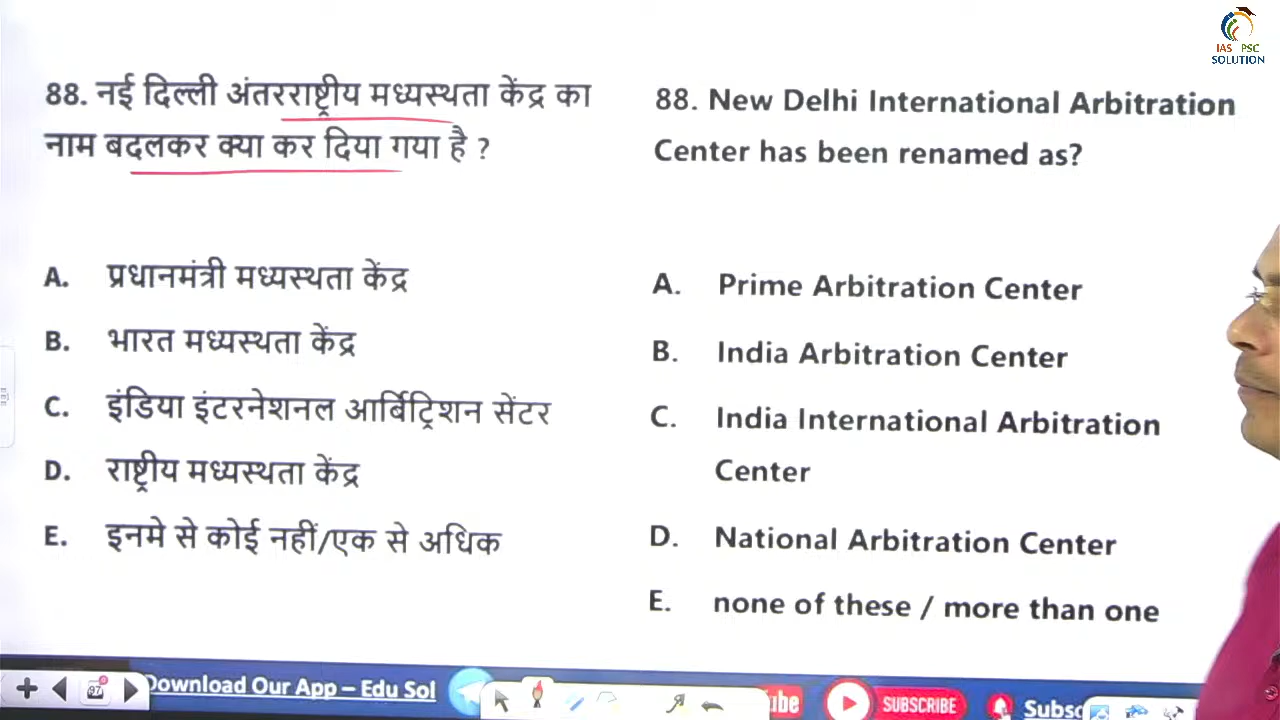 IAS PSC
SOLUTION
88. नई दिल्ली अंतरराष्ट्रीय मध्यस्थता केंद्र का
नाम बदलकर क्या कर दिया गया है ?
A. प्रधानमंत्री मध्यस्थता केंद्र
B. भारत मध्यस्थता केंद्र
C. इंडिया इंटरनेशनल आर्बिट्रिशन सेंटर
D. राष्ट्रीय मध्यस्थता केंद्र
E. इनमे से कोई नहीं/एक से अधिक
88. New Delhi International Arbitration
Center has been renamed as?
A. Prime Arbitration Center
B. India Arbitration Center
C. India International Arbitration
Center
D. National Arbitration Center
E. none of these / more than one
Download Our App – Edu Sol
SUBSCRIBE